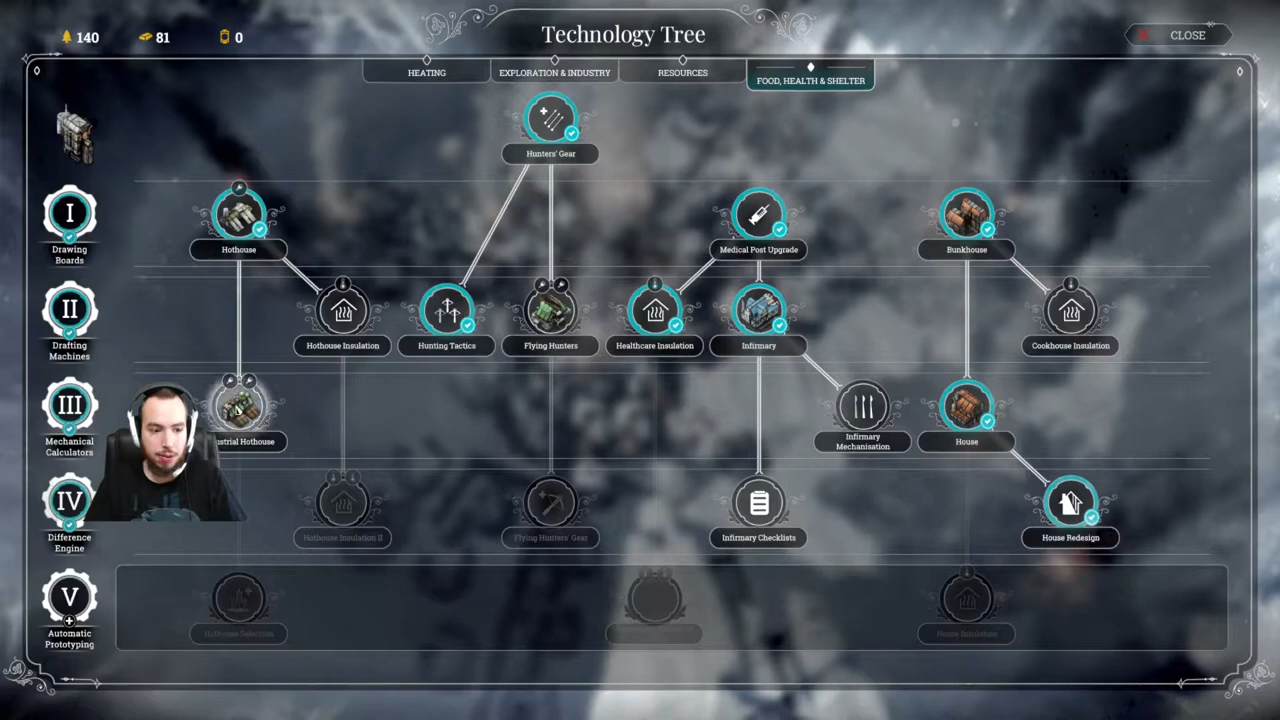 140 81 0
Technology Tree
CLOSE
HEATING
EXPLORATION & INDUSTRY
RESOURCES
FOOD, HEALTH & SHELTER
Hunters' Gear
I
Drawing
Boards
Hothouse
Medical Post Upgrade
Bunkhouse
II
Drafting
Machines
Hothouse Insulation
Hunting Tactics
Flying Hunters
Healthcare Insulation
Infirmary
Cookhouse Insulation
III
Mechanical
Calculators
ustrial Hothouse
Infirmary
Mechanisation
House
IV
Difference
Engine
Hothouse Insulation II
Flying Hunters' Gear
Infirmary Checklists
House Redesign
V
Automatic
Prototyping
Hothouse Selection
House Insulation